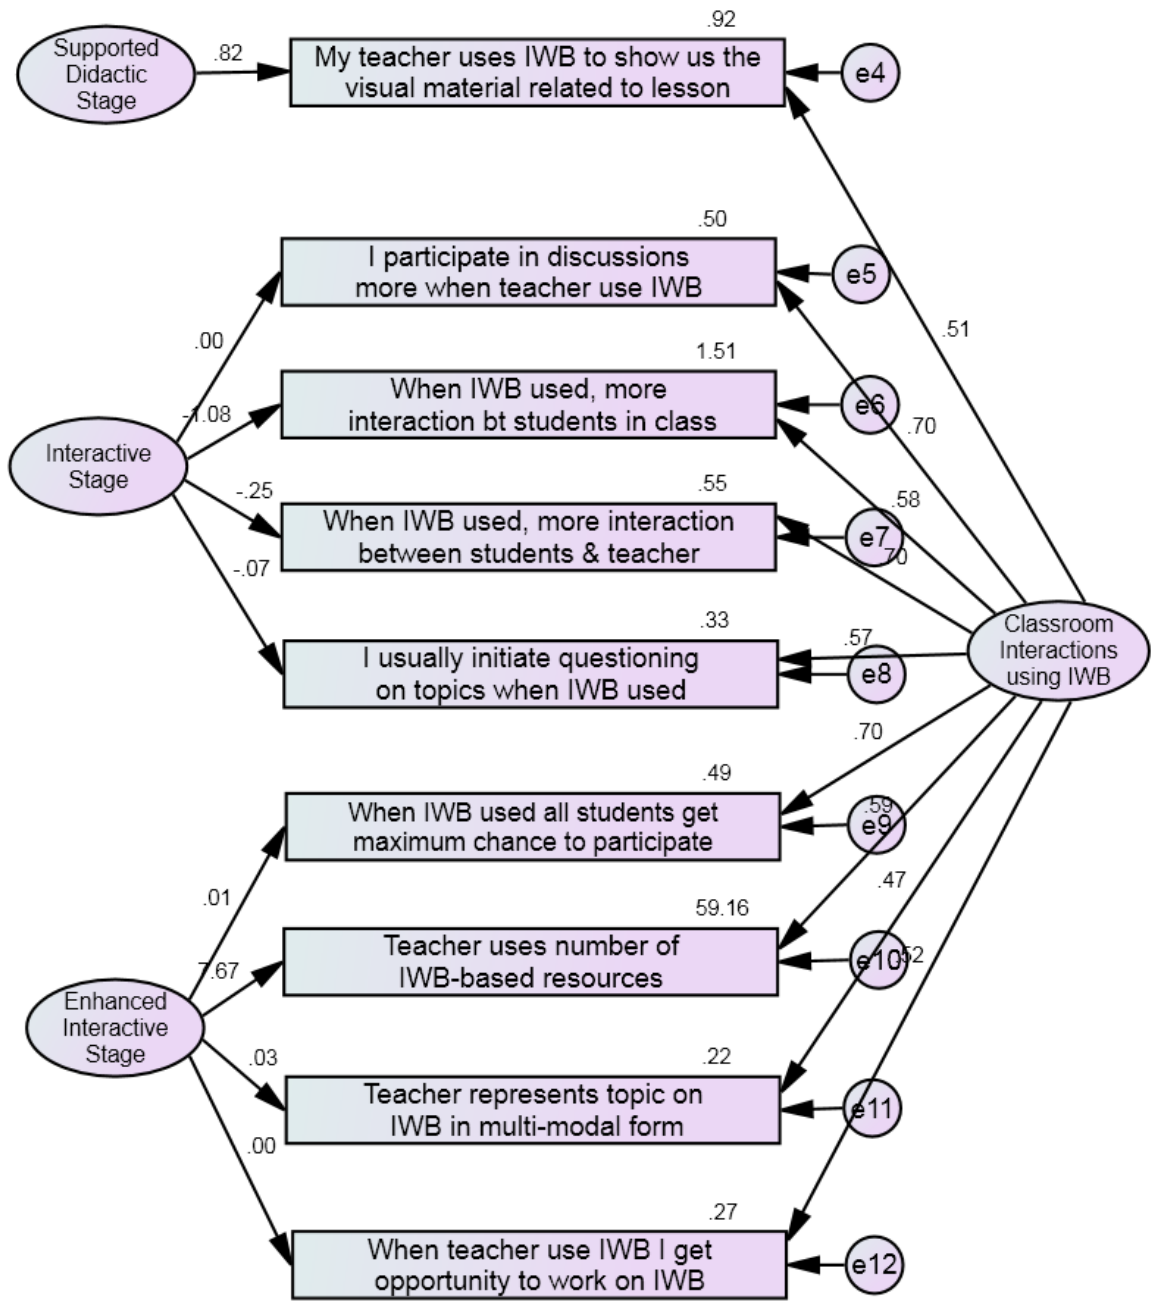 .92
Supported
Didactic
Stage
.82
My teacher uses IWB to show us the
visual material related to lesson
e4
.51
.50
I participate in discussions
more when teacher use IWB
e5
.00
.70
1.51
When IWB used, more
interaction bt students in class
e6
-1.08
Interactive
Stage
-.25
.58
.55
When IWB used, more interaction
between students & teacher
e7
.70
-.07
.33
I usually initiate questioning
on topics when IWB used
.57
e8
Classroom
Interactions
using IWB
.70
.49
When IWB used all students get
maximum chance to participate
.59
e9
.01
.47
59.16
Teacher uses number of
IWB-based resources
e10
.52
7.67
Enhanced
Interactive
Stage
.03
.22
Teacher represents topic on
IWB in multi-modal form
e11
.00
.27
When teacher use IWB I get
opportunity to work on IWB
e12